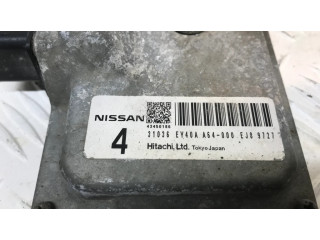 NISSAN
31036 EY40A A64-000 EJ8 9727
4 Hitachi, Ltd. Tokyo Japan